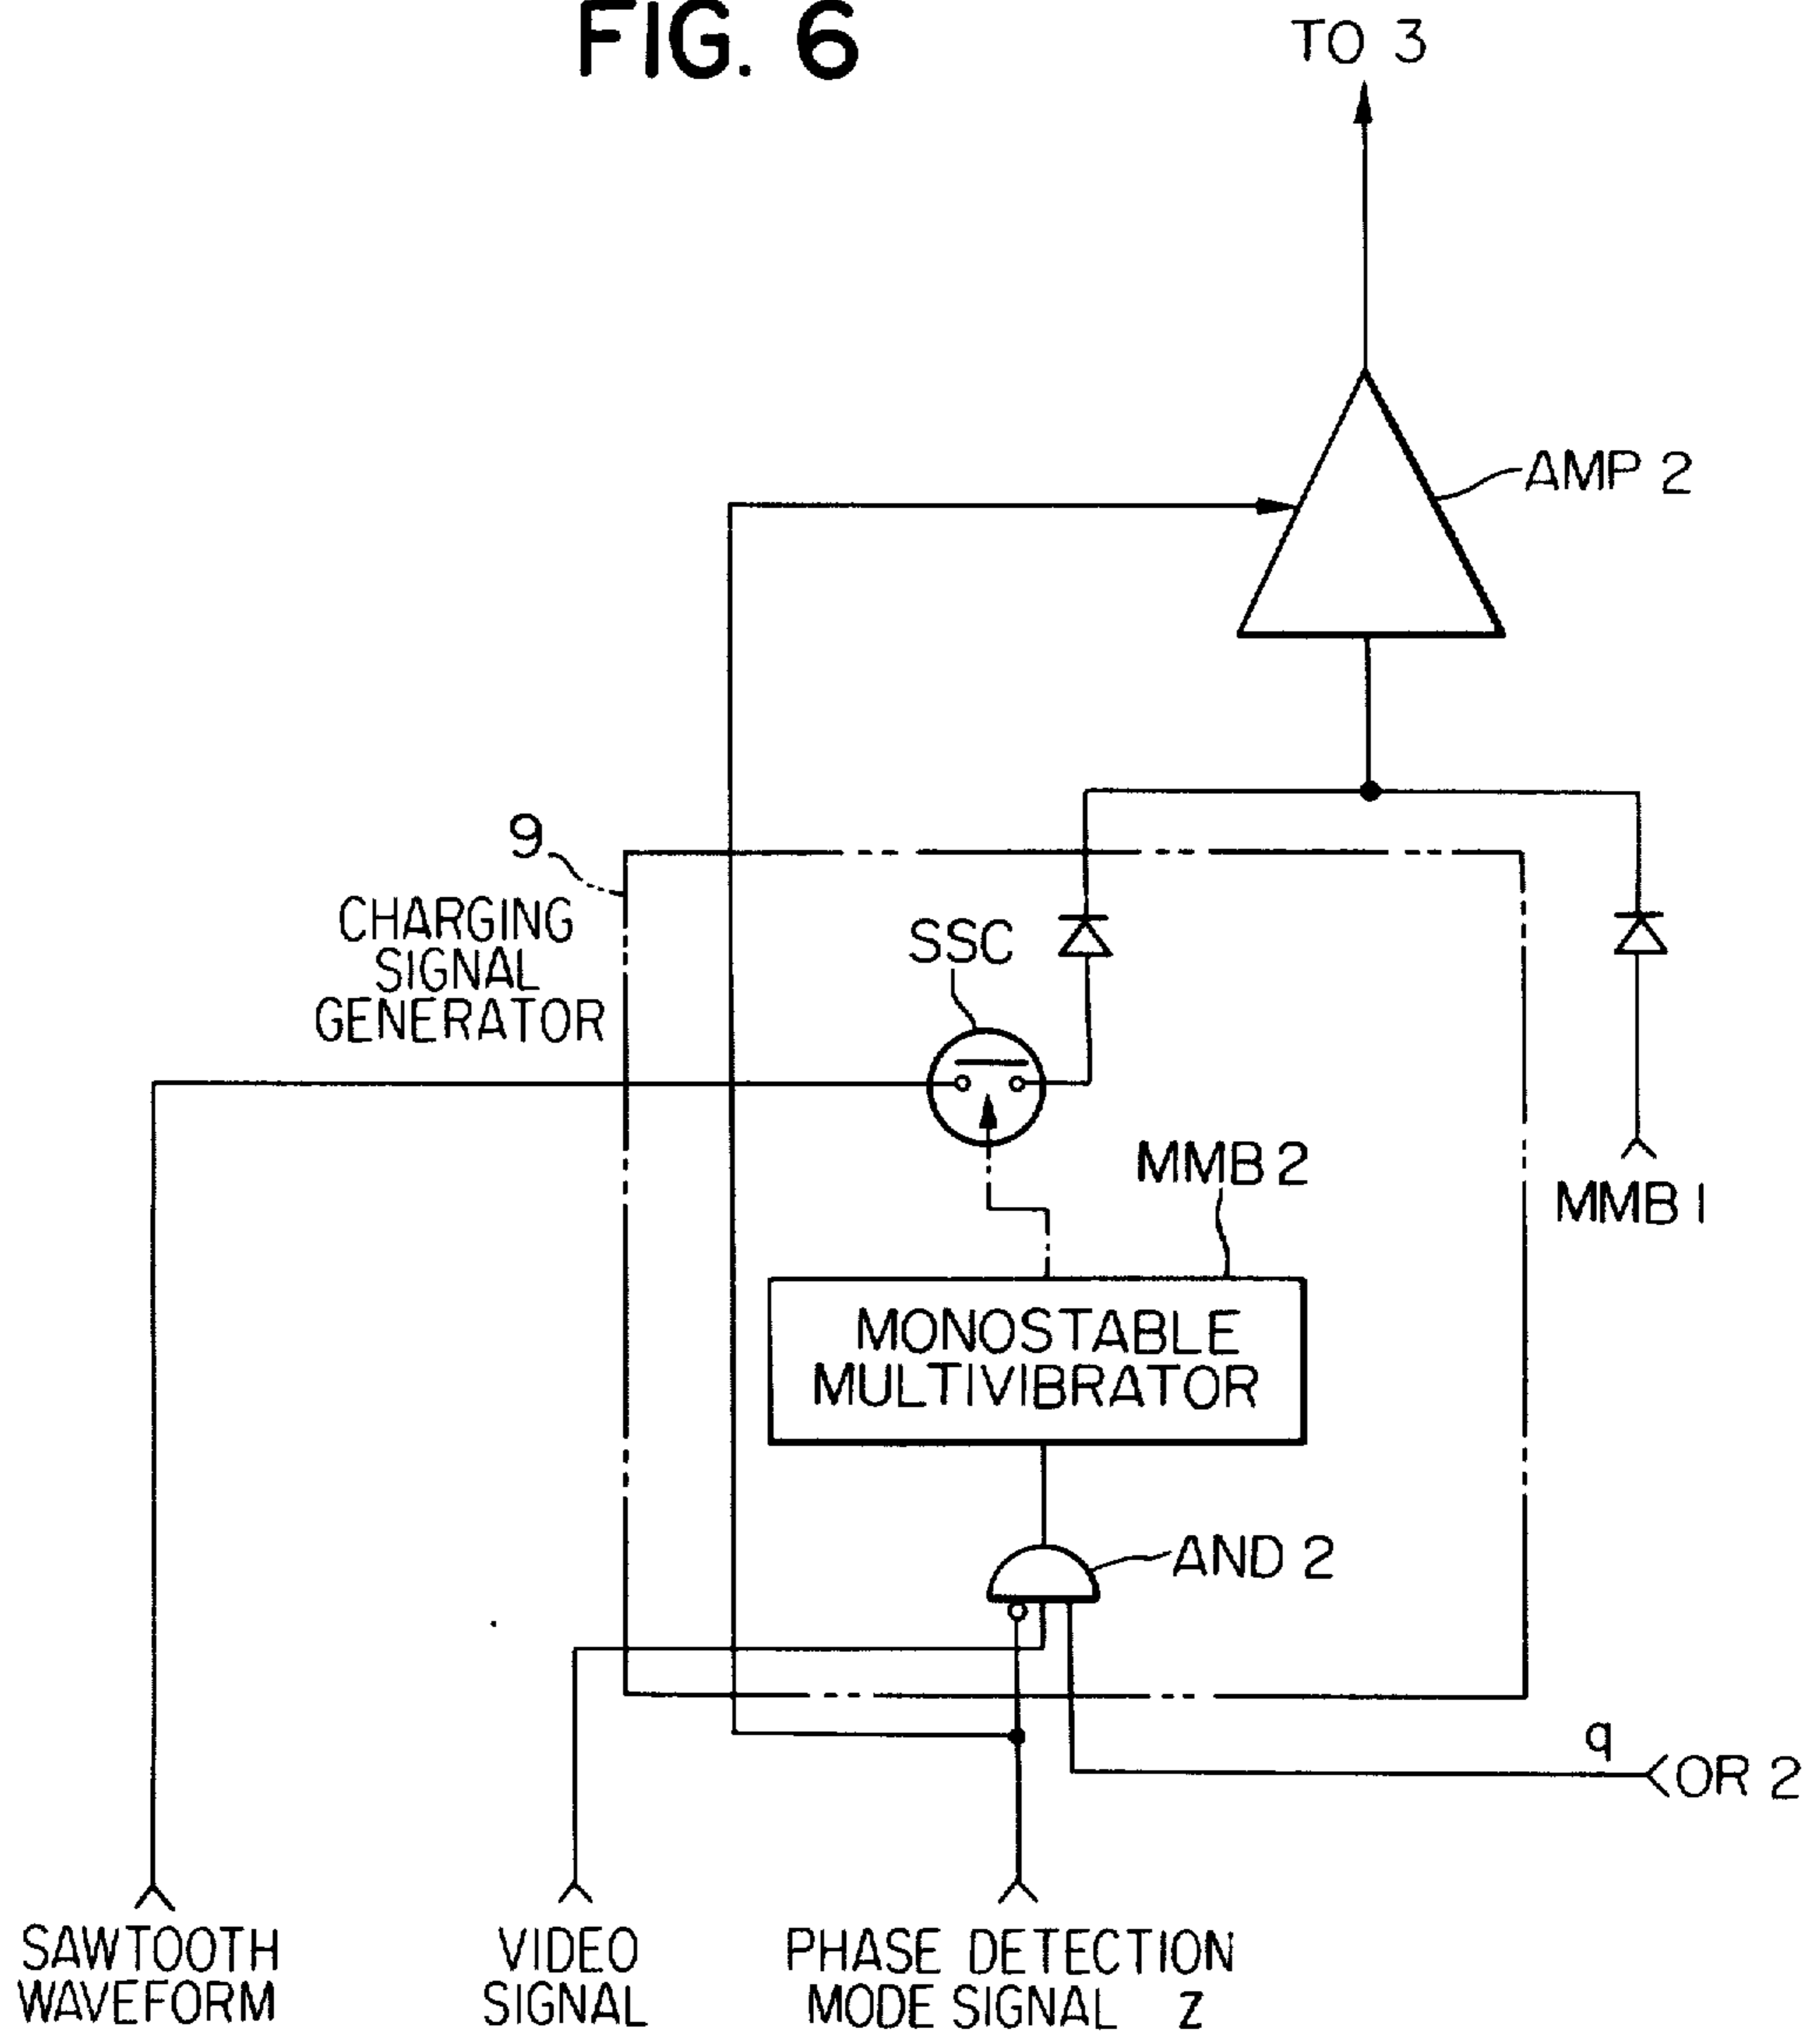 FIG. 6
TO 3
AMP 2
9
CHARGING
SIGNAL
GENERATOR
SSC
MMB 2
MMB 1
MONOSTABLE
MULTIVIBRATOR
AND 2
q
OR 2
SAWTOOTH
WAVEFORM
VIDEO
SIGNAL
PHASE DETECTION
MODE SIGNAL Z